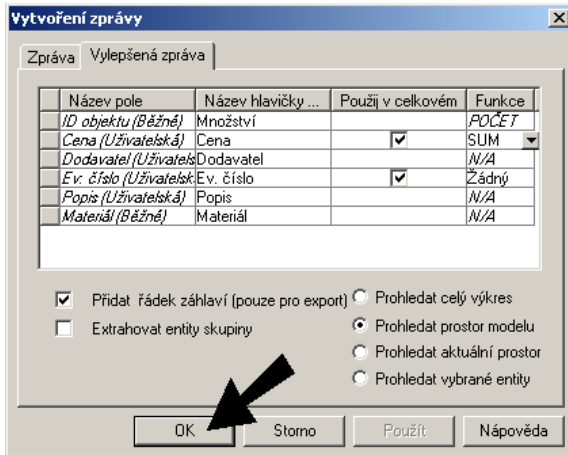 Vytvoření zprávy
Zpráva Vylepšená zpráva
Název pole Název hlavičky ... Použij v celkovém Funkce
ID objektu (Běžné) Množství POČET
Cena (Uživatelská) Cena SUM
Dodavatel (Uživatels Dodavatel N/A
Ev. číslo (Uživatelsk Ev. číslo Žádný
Popis (Uživatelská) Popis N/A
Materiál (Běžné) Materiál N/A
Přidat řádek záhlaví (pouze pro export) Prohledat celý výkres
Extrahovat entity skupiny Prohledat prostor modelu
Prohledat aktuální prostor
Prohledat vybrané entity
OK Storno Použít Nápověda